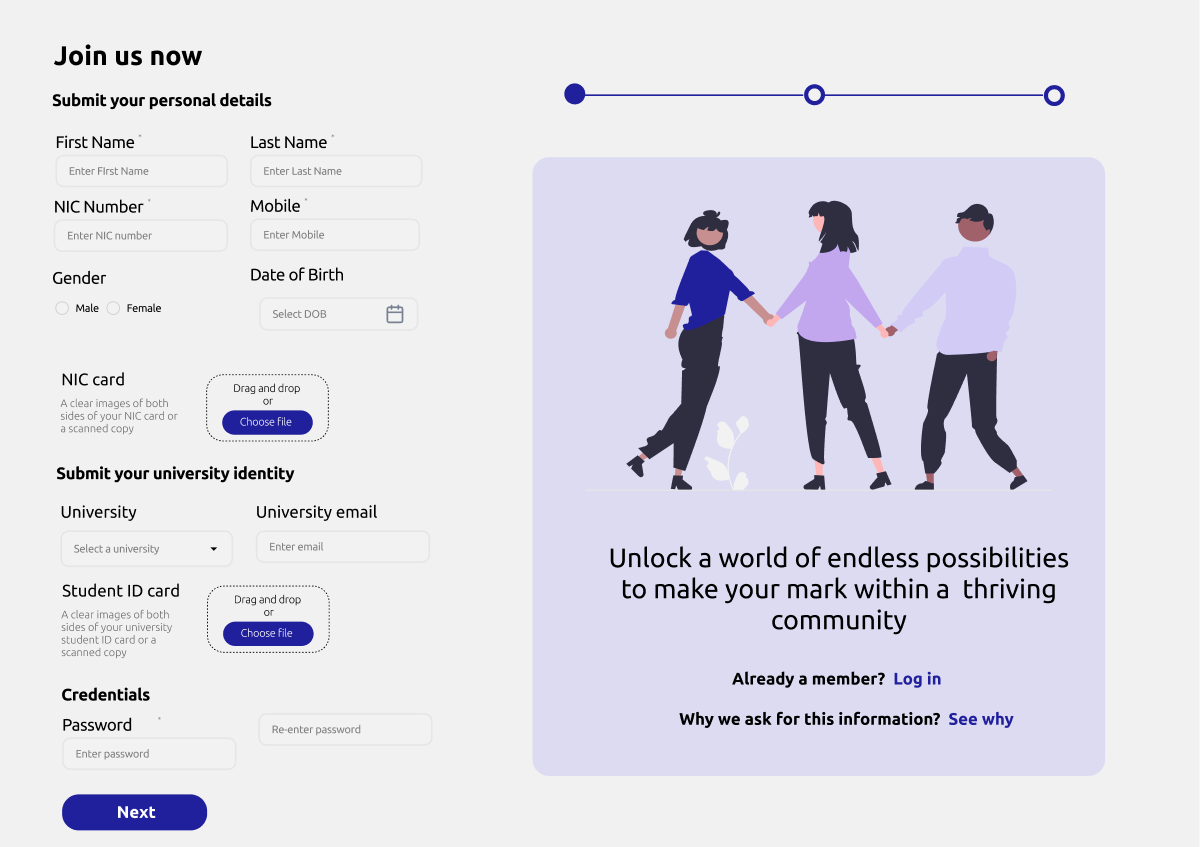 Join us now
Submit your personal details
First Name *
Last Name *
Enter FIrst Name
Enter Last Name
NIC Number *
Mobile *
Enter NIC number
Enter Mobile
Gender
Date of Birth
Male
Female
Select DOB
NIC card
A clear images of both
sides of your NIC card or
a scanned copy
Drag and drop
or
Choose file
Submit your university identity
University
University email
Select a university
Enter email
Student ID card
A clear images of both
sides of your university
student ID card or a
scanned copy
Drag and drop
or
Choose file
Credentials
Password *
Enter password
Re-enter password
Next
Unlock a world of endless possibilities
to make your mark within a  thriving
community
Already a member? Log in
Why we ask for this information? See why